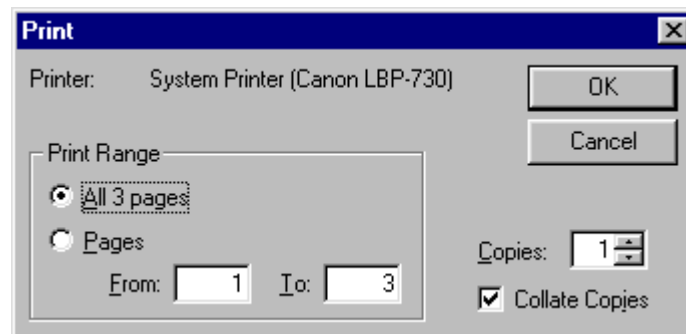 Print
Printer: System Printer (Canon LBP-730)
OK
Cancel
Print Range
All 3 pages
Pages
From: 1 To: 3
Copies: 1
Collate Copies